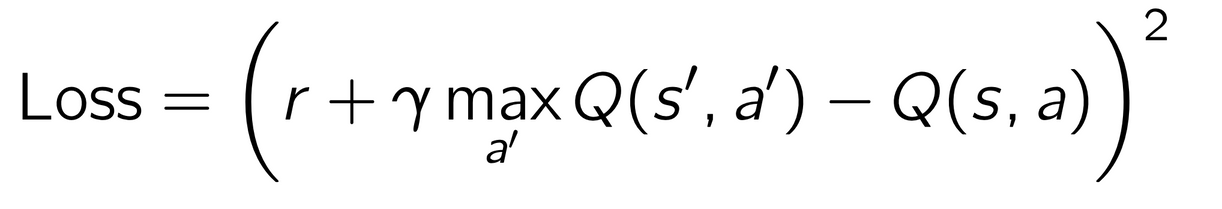 Loss = ( r + γ max_{a′} Q(s′, a′) − Q(s, a) )²